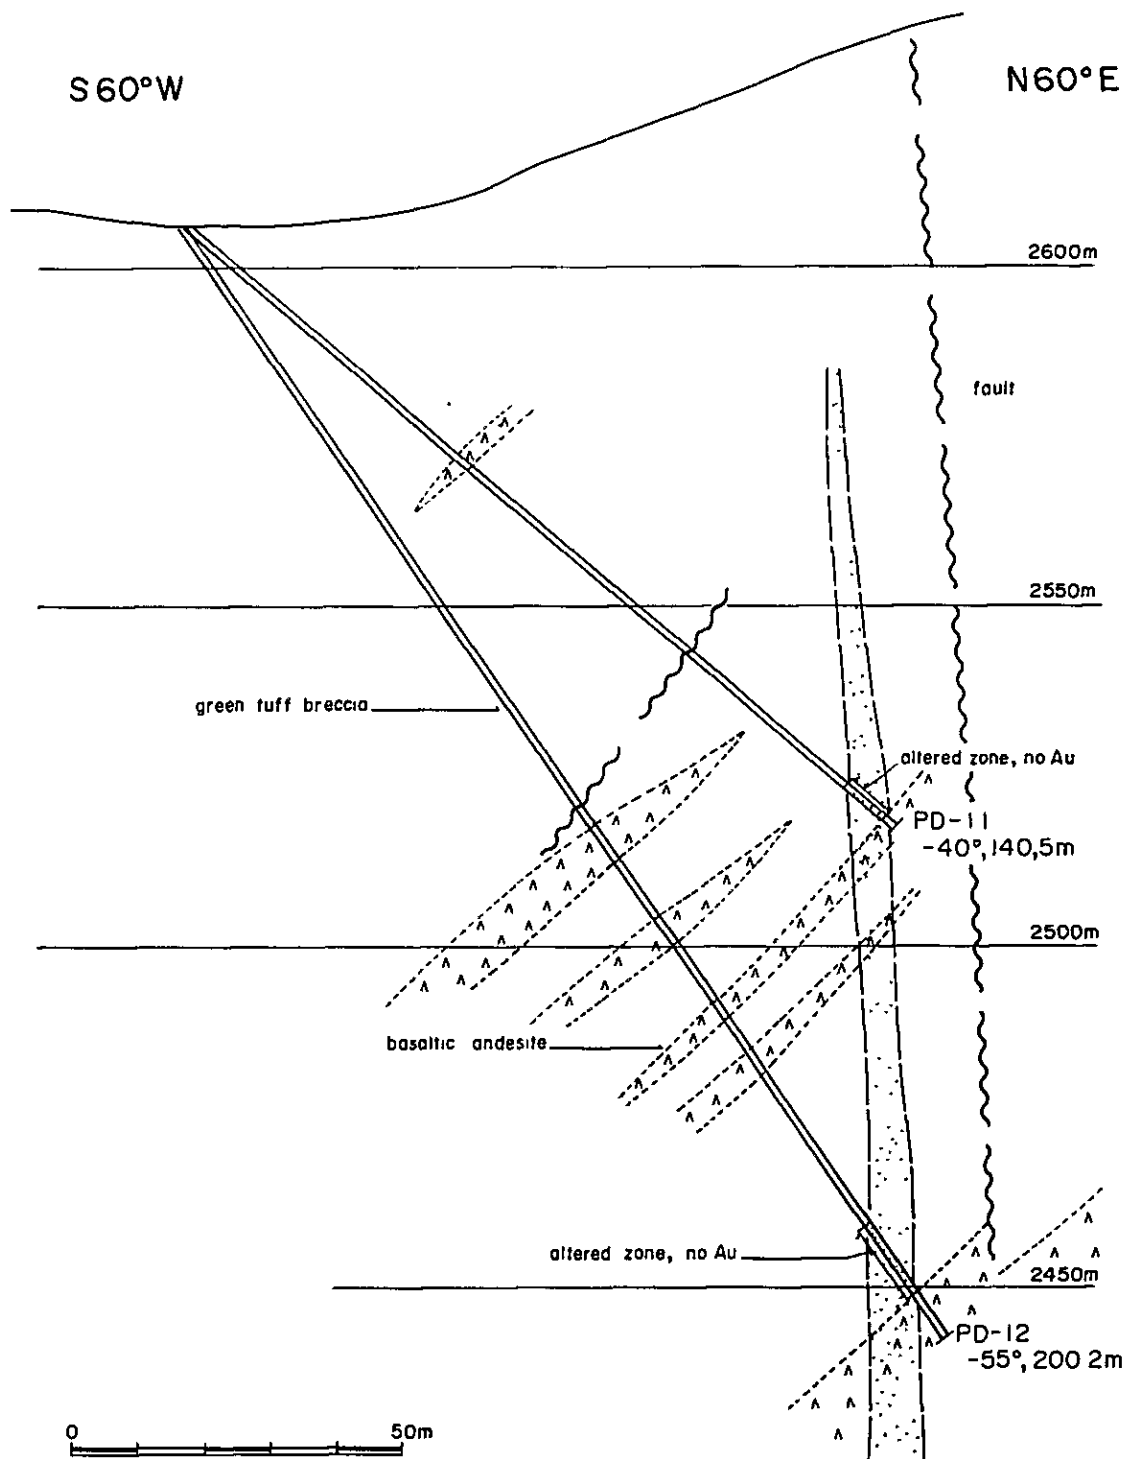 S60°W
N60°E
2600m
fault
2550m
green tuff breccia
altered zone, no Au
PD-11
-40°, 140,5m
2500m
basaltic andesite
altered zone, no Au
2450m
PD-12
-55°, 200 2m
0 50m